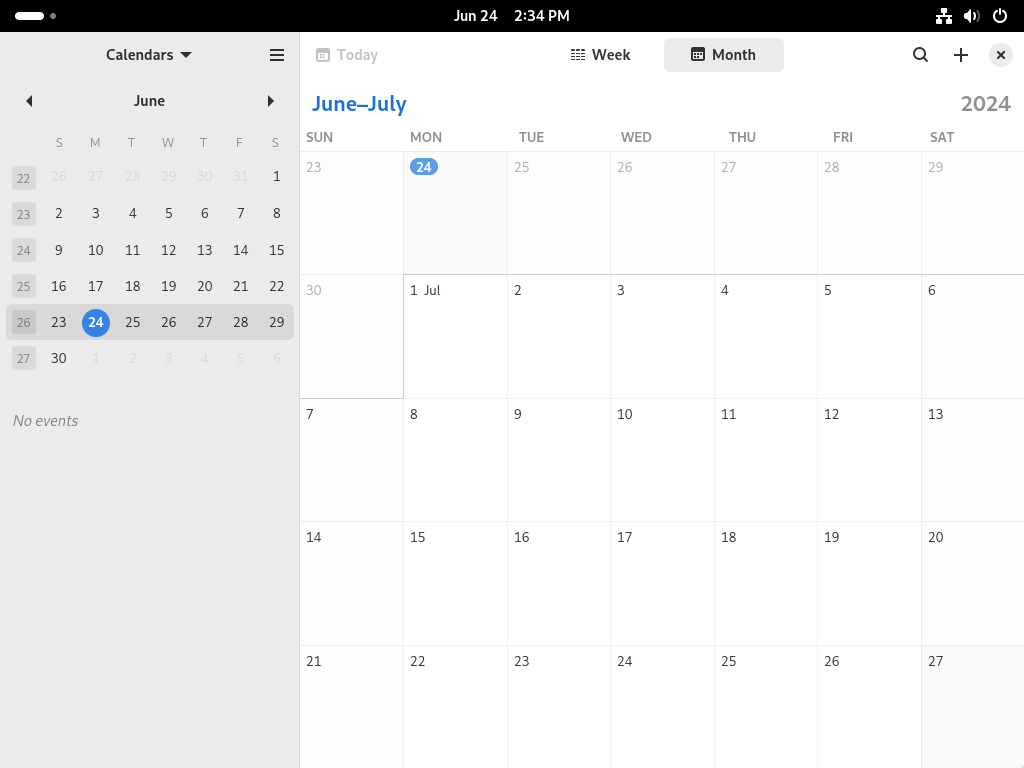 Jun 24 2:34 PM
Calendars
Today
Week
Month
June
S M T W T F S
22 26 27 28 29 30 31 1
23 2 3 4 5 6 7 8
24 9 10 11 12 13 14 15
25 16 17 18 19 20 21 22
26 23 24 25 26 27 28 29
27 30 1 2 3 4 5 6
No events
June–July 2024
SUN MON TUE WED THU FRI SAT
23 24 25 26 27 28 29
30 1 Jul 2 3 4 5 6
7 8 9 10 11 12 13
14 15 16 17 18 19 20
21 22 23 24 25 26 27